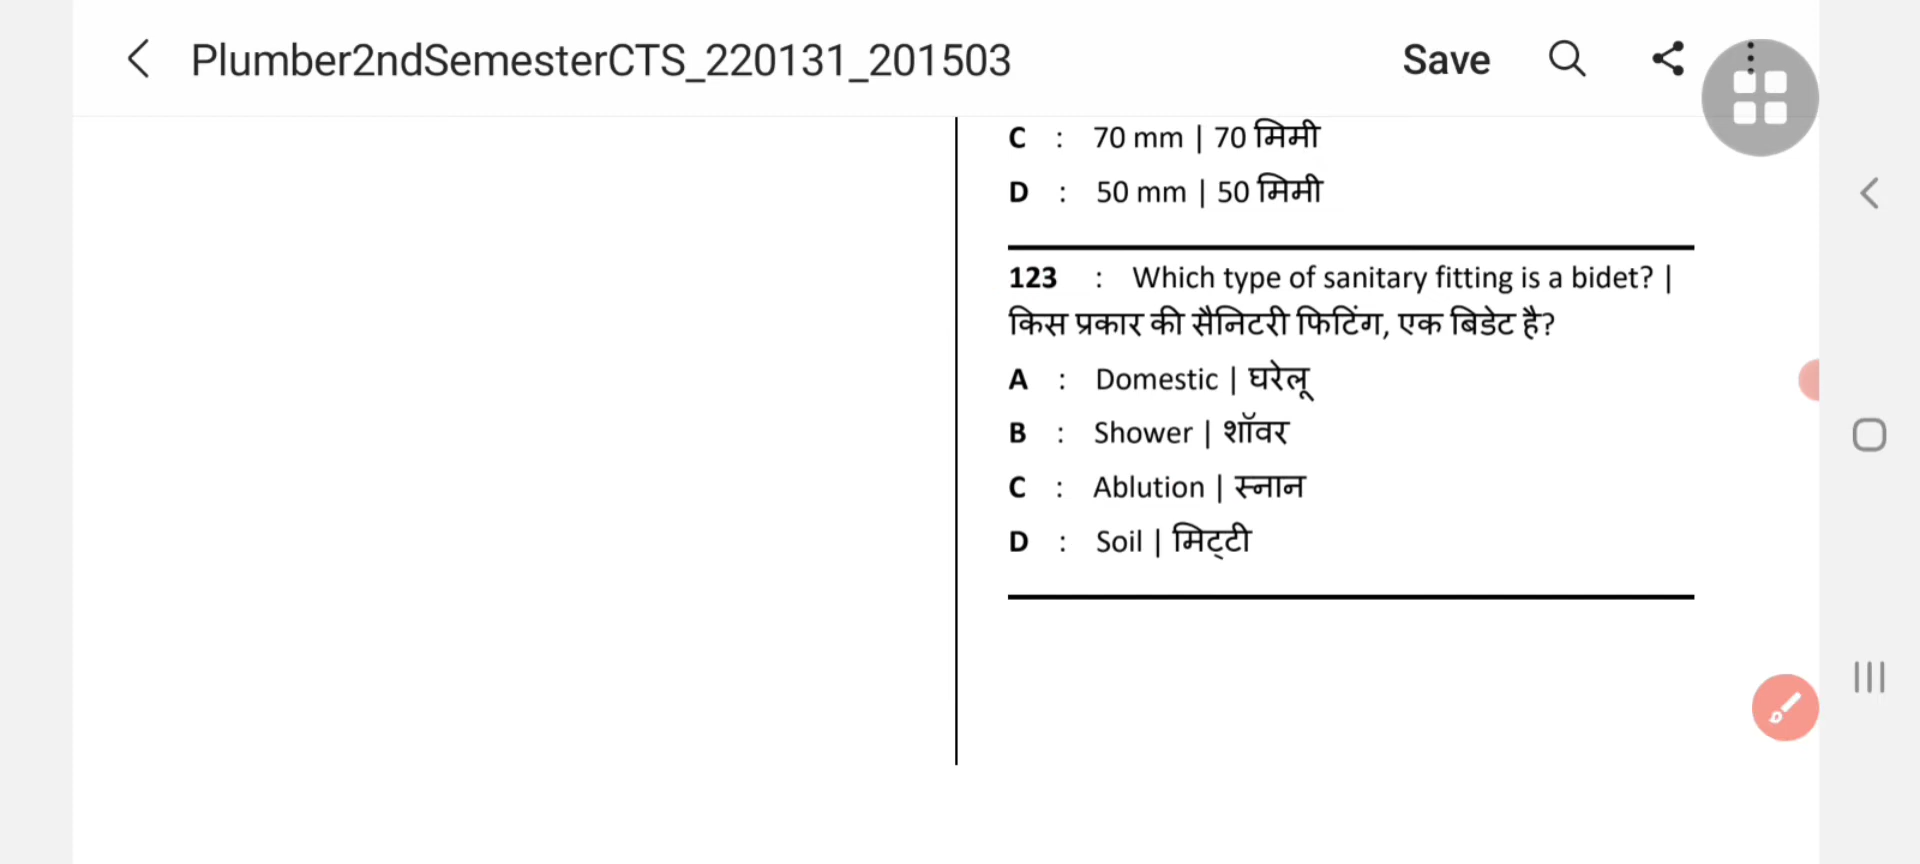 Plumber2ndSemesterCTS_220131_201503 Save
C : 70 mm | 70 मिमी
D : 50 mm | 50 मिमी
123 : Which type of sanitary fitting is a bidet? |
किस प्रकार की सैनिटरी फिटिंग, एक बिडेट है?
A : Domestic | घरेलू
B : Shower | शॉवर
C : Ablution | स्नान
D : Soil | मिट्टी